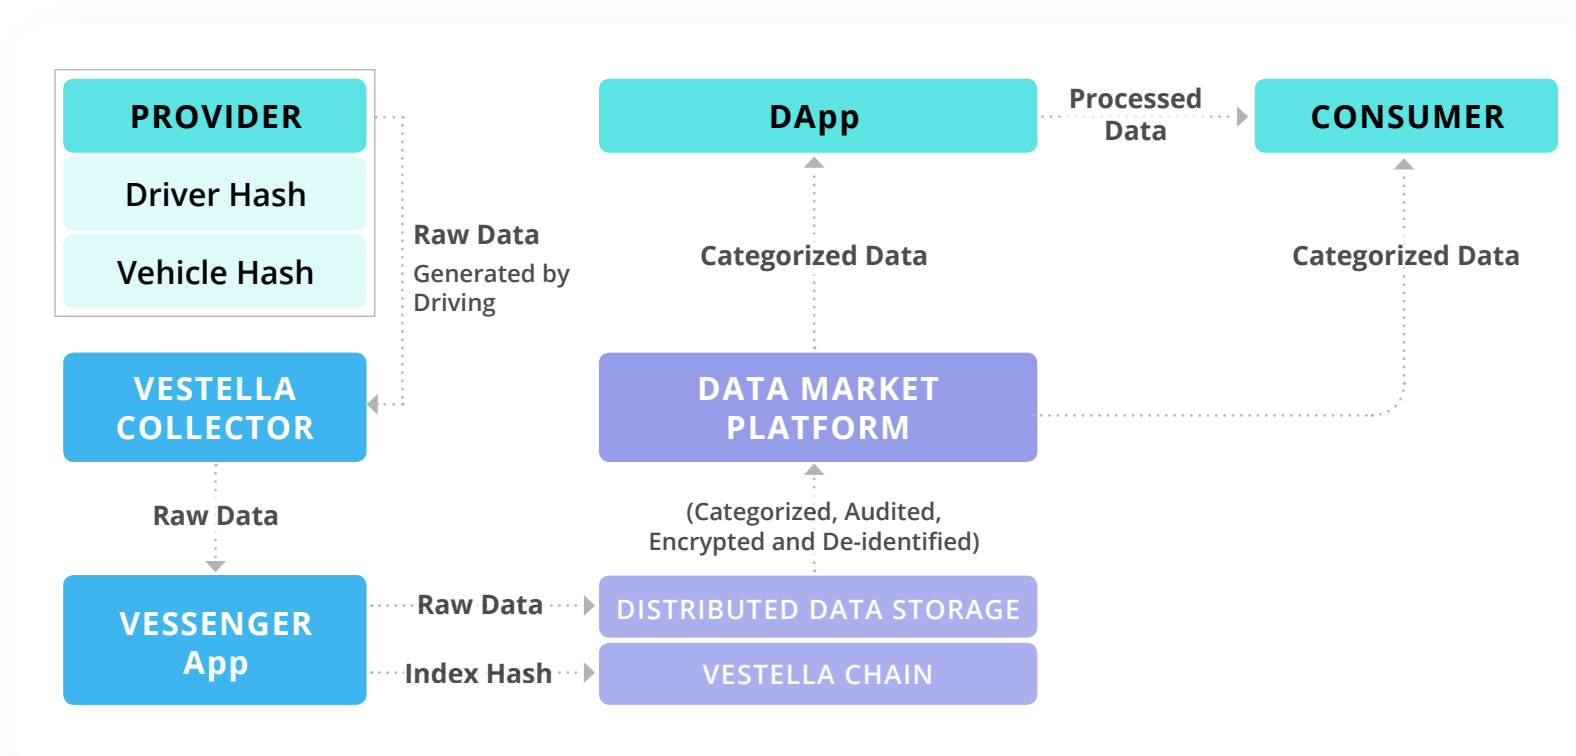 PROVIDER
Driver Hash
Vehicle Hash
Raw Data
Generated by
Driving
VESTELLA
COLLECTOR
Raw Data
VESSENGER
App
Raw Data
Index Hash
DISTRIBUTED DATA STORAGE
VESTELLA CHAIN
(Categorized, Audited,
Encrypted and De-identified)
DATA MARKET
PLATFORM
Categorized Data
DApp
Processed
Data
CONSUMER
Categorized Data